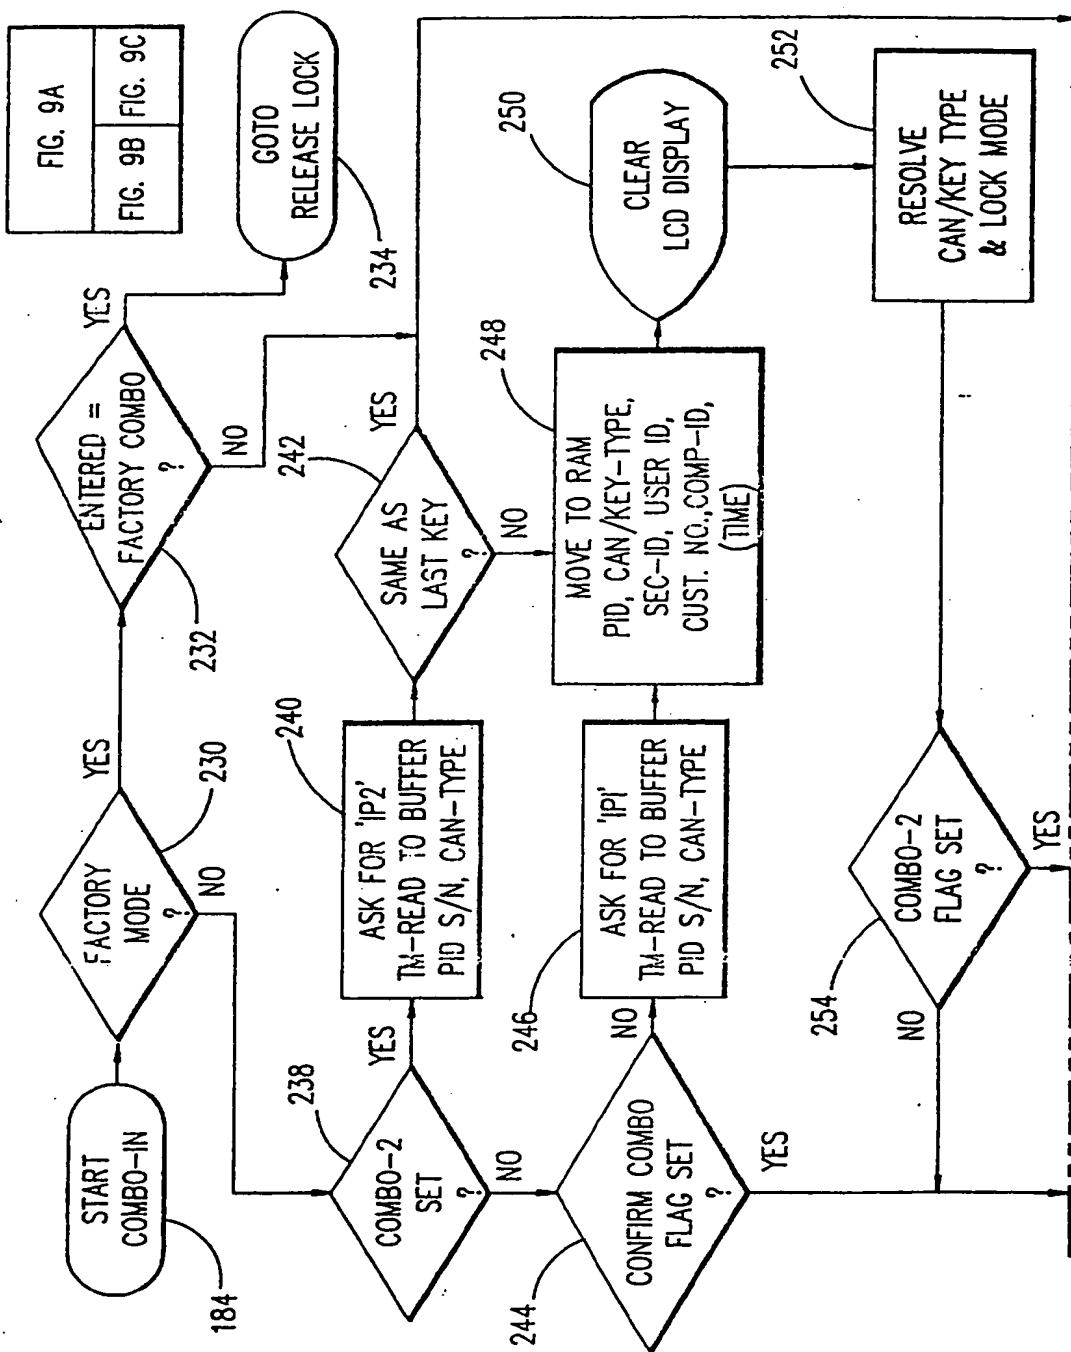 FIG. 9A
FIG. 9B
FIG. 9C
START
COMBO-IN
184
FACTORY
MODE
?
230
YES
NO
ENTERED =
FACTORY COMBO
?
232
YES
NO
GOTO
RELEASE LOCK
234
COMBO-2
SET
?
238
YES
NO
ASK FOR 'IP2'
TM-READ TO BUFFER
PID S/N, CAN-TYPE
240
SAME AS
LAST KEY
?
242
YES
NO
CONFIRM COMBO
FLAG SET
?
244
NO
YES
ASK FOR 'IP1'
TM-READ TO BUFFER
PID S/N, CAN-TYPE
246
MOVE TO RAM
PID, CAN/KEY-TYPE,
SEC-ID, USER ID,
CUST. NO.,COMP-ID,
(TIME)
248
CLEAR
LCD DISPLAY
250
RESOLVE
CAN/KEY TYPE
& LOCK MODE
252
COMBO-2
FLAG SET
?
254
NO
YES